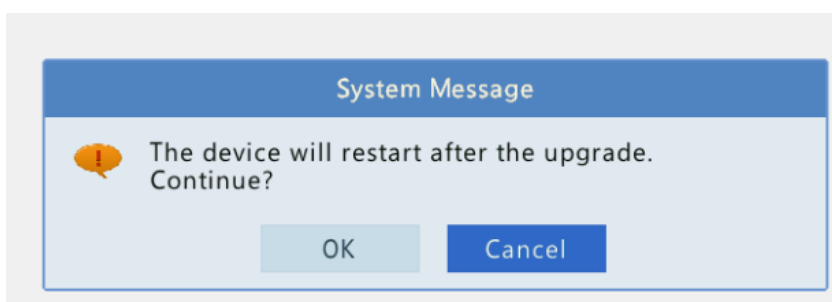 System Message
The device will restart after the upgrade.
Continue?
OK
Cancel